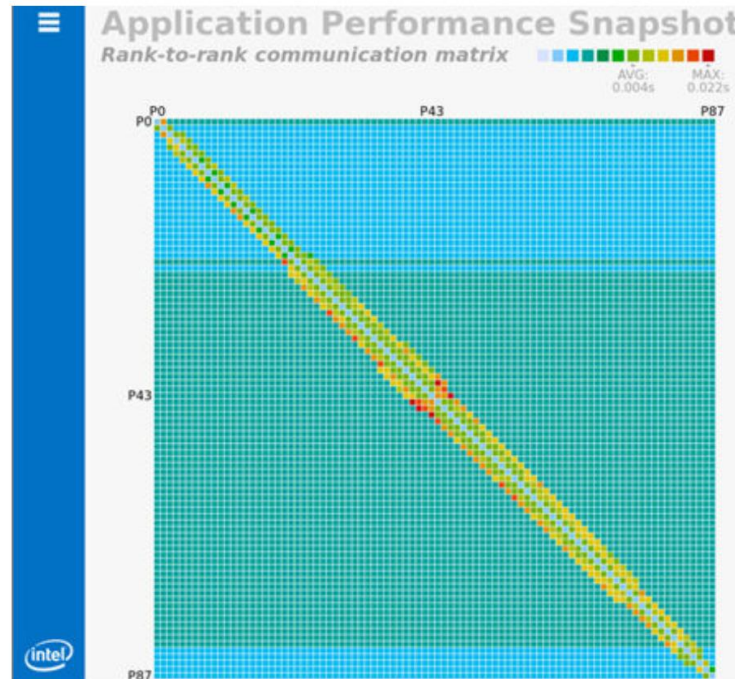 Application Performance Snapshot
Rank-to-rank communication matrix
AVG:
0.004s
MAX:
0.022s
P0
P43
P87
P0
P43
P87
intel